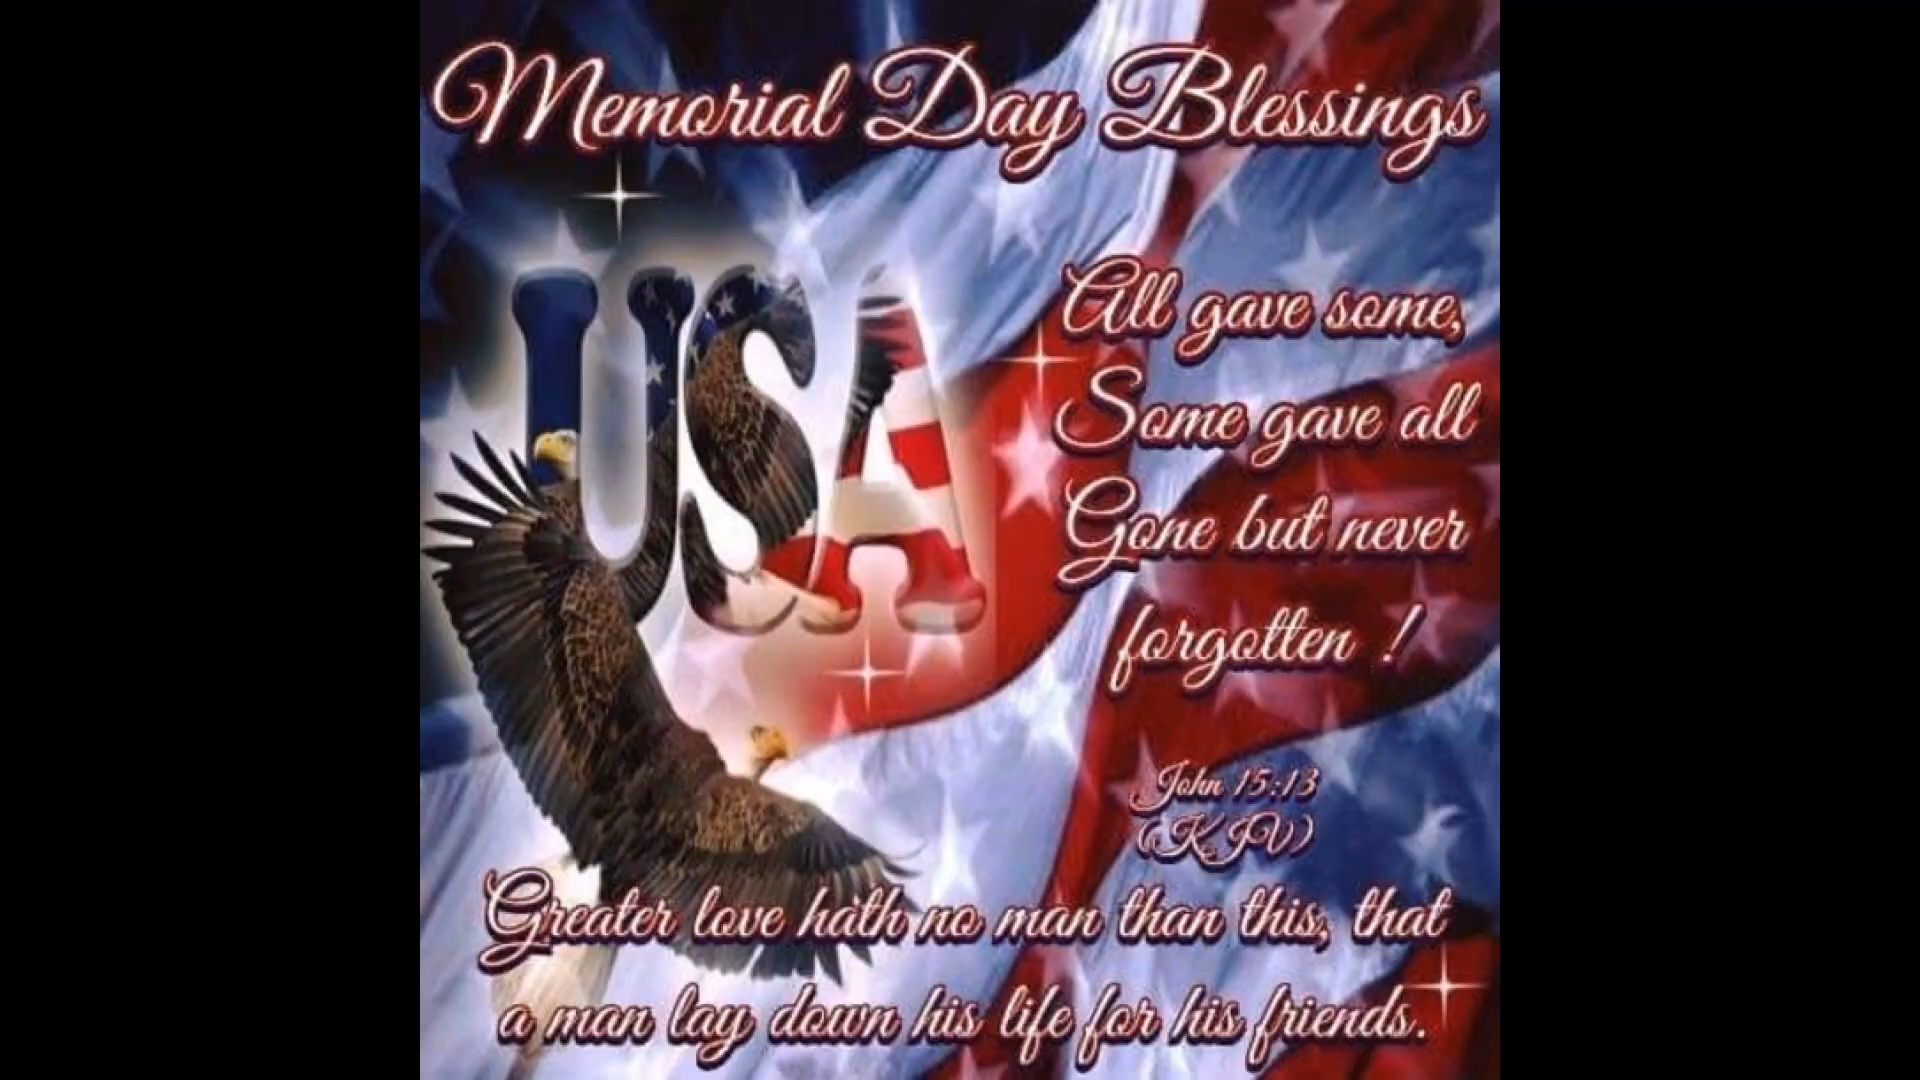 Memorial Day Blessings
USA
All gave some,
Some gave all
Gone but never
forgotten !
John 15:13
(KJV)
Greater love hath no man than this, that
a man lay down his life for his friends.